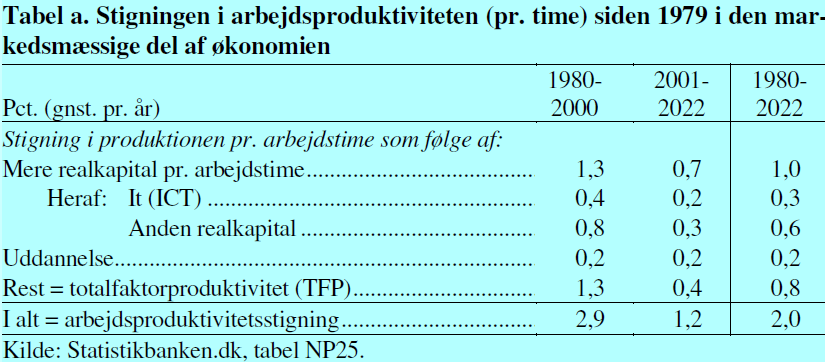 Tabel a. Stigningen i arbejdsproduktiviteten (pr. time) siden 1979 i den mar-
kedsmæssige del af økonomien
1980- 2001- 1980-
Pct. (gnst. pr. år) 2000 2022 2022
Stigning i produktionen pr. arbejdstime som følge af:
Mere realkapital pr. arbejdstime 1,3 0,7 1,0
Heraf: It (ICT) 0,4 0,2 0,3
Anden realkapital 0,8 0,3 0,6
Uddannelse 0,2 0,2 0,2
Rest = totalfaktorproduktivitet (TFP) 1,3 0,4 0,8
I alt = arbejdsproduktivitetsstigning 2,9 1,2 2,0
Kilde: Statistikbanken.dk, tabel NP25.